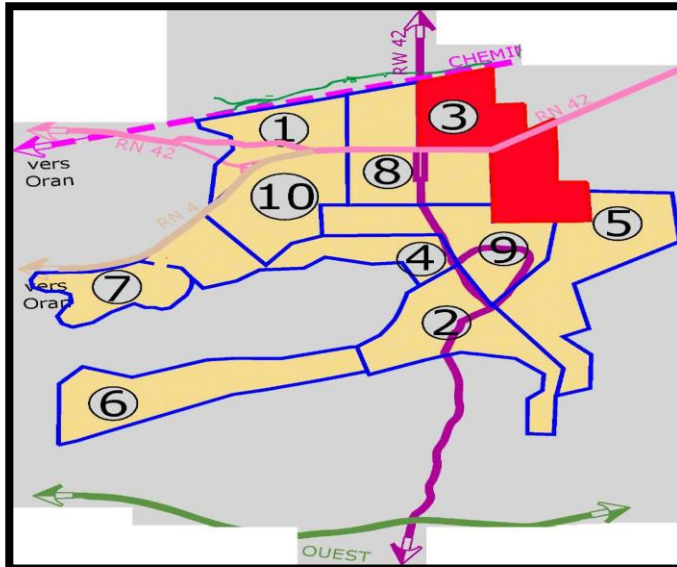 RW 42
CHEMIN
RN 42
1
3
RN 42
vers
Oran
8
10
RN 4
5
9
4
7
vers
Oran
2
6
OUEST